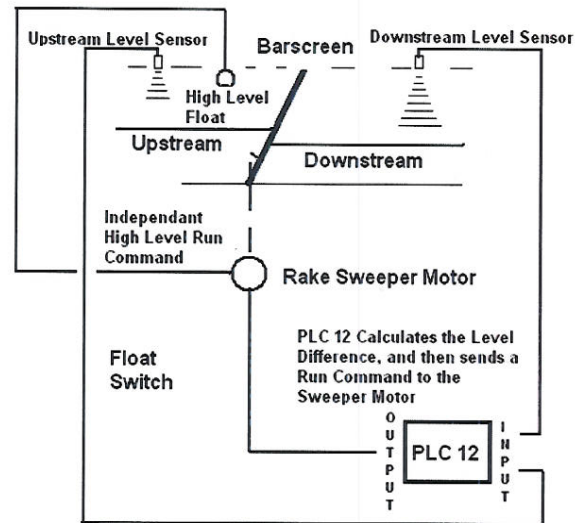 Upstream Level Sensor
Barscreen
Downstream Level Sensor
High Level
Float
Upstream
Downstream
Independant
High Level Run
Command
Rake Sweeper Motor
PLC 12 Calculates the Level
Difference, and then sends a
Run Command to the
Sweeper Motor
Float
Switch
OUTPUT
PLC 12
INPUT